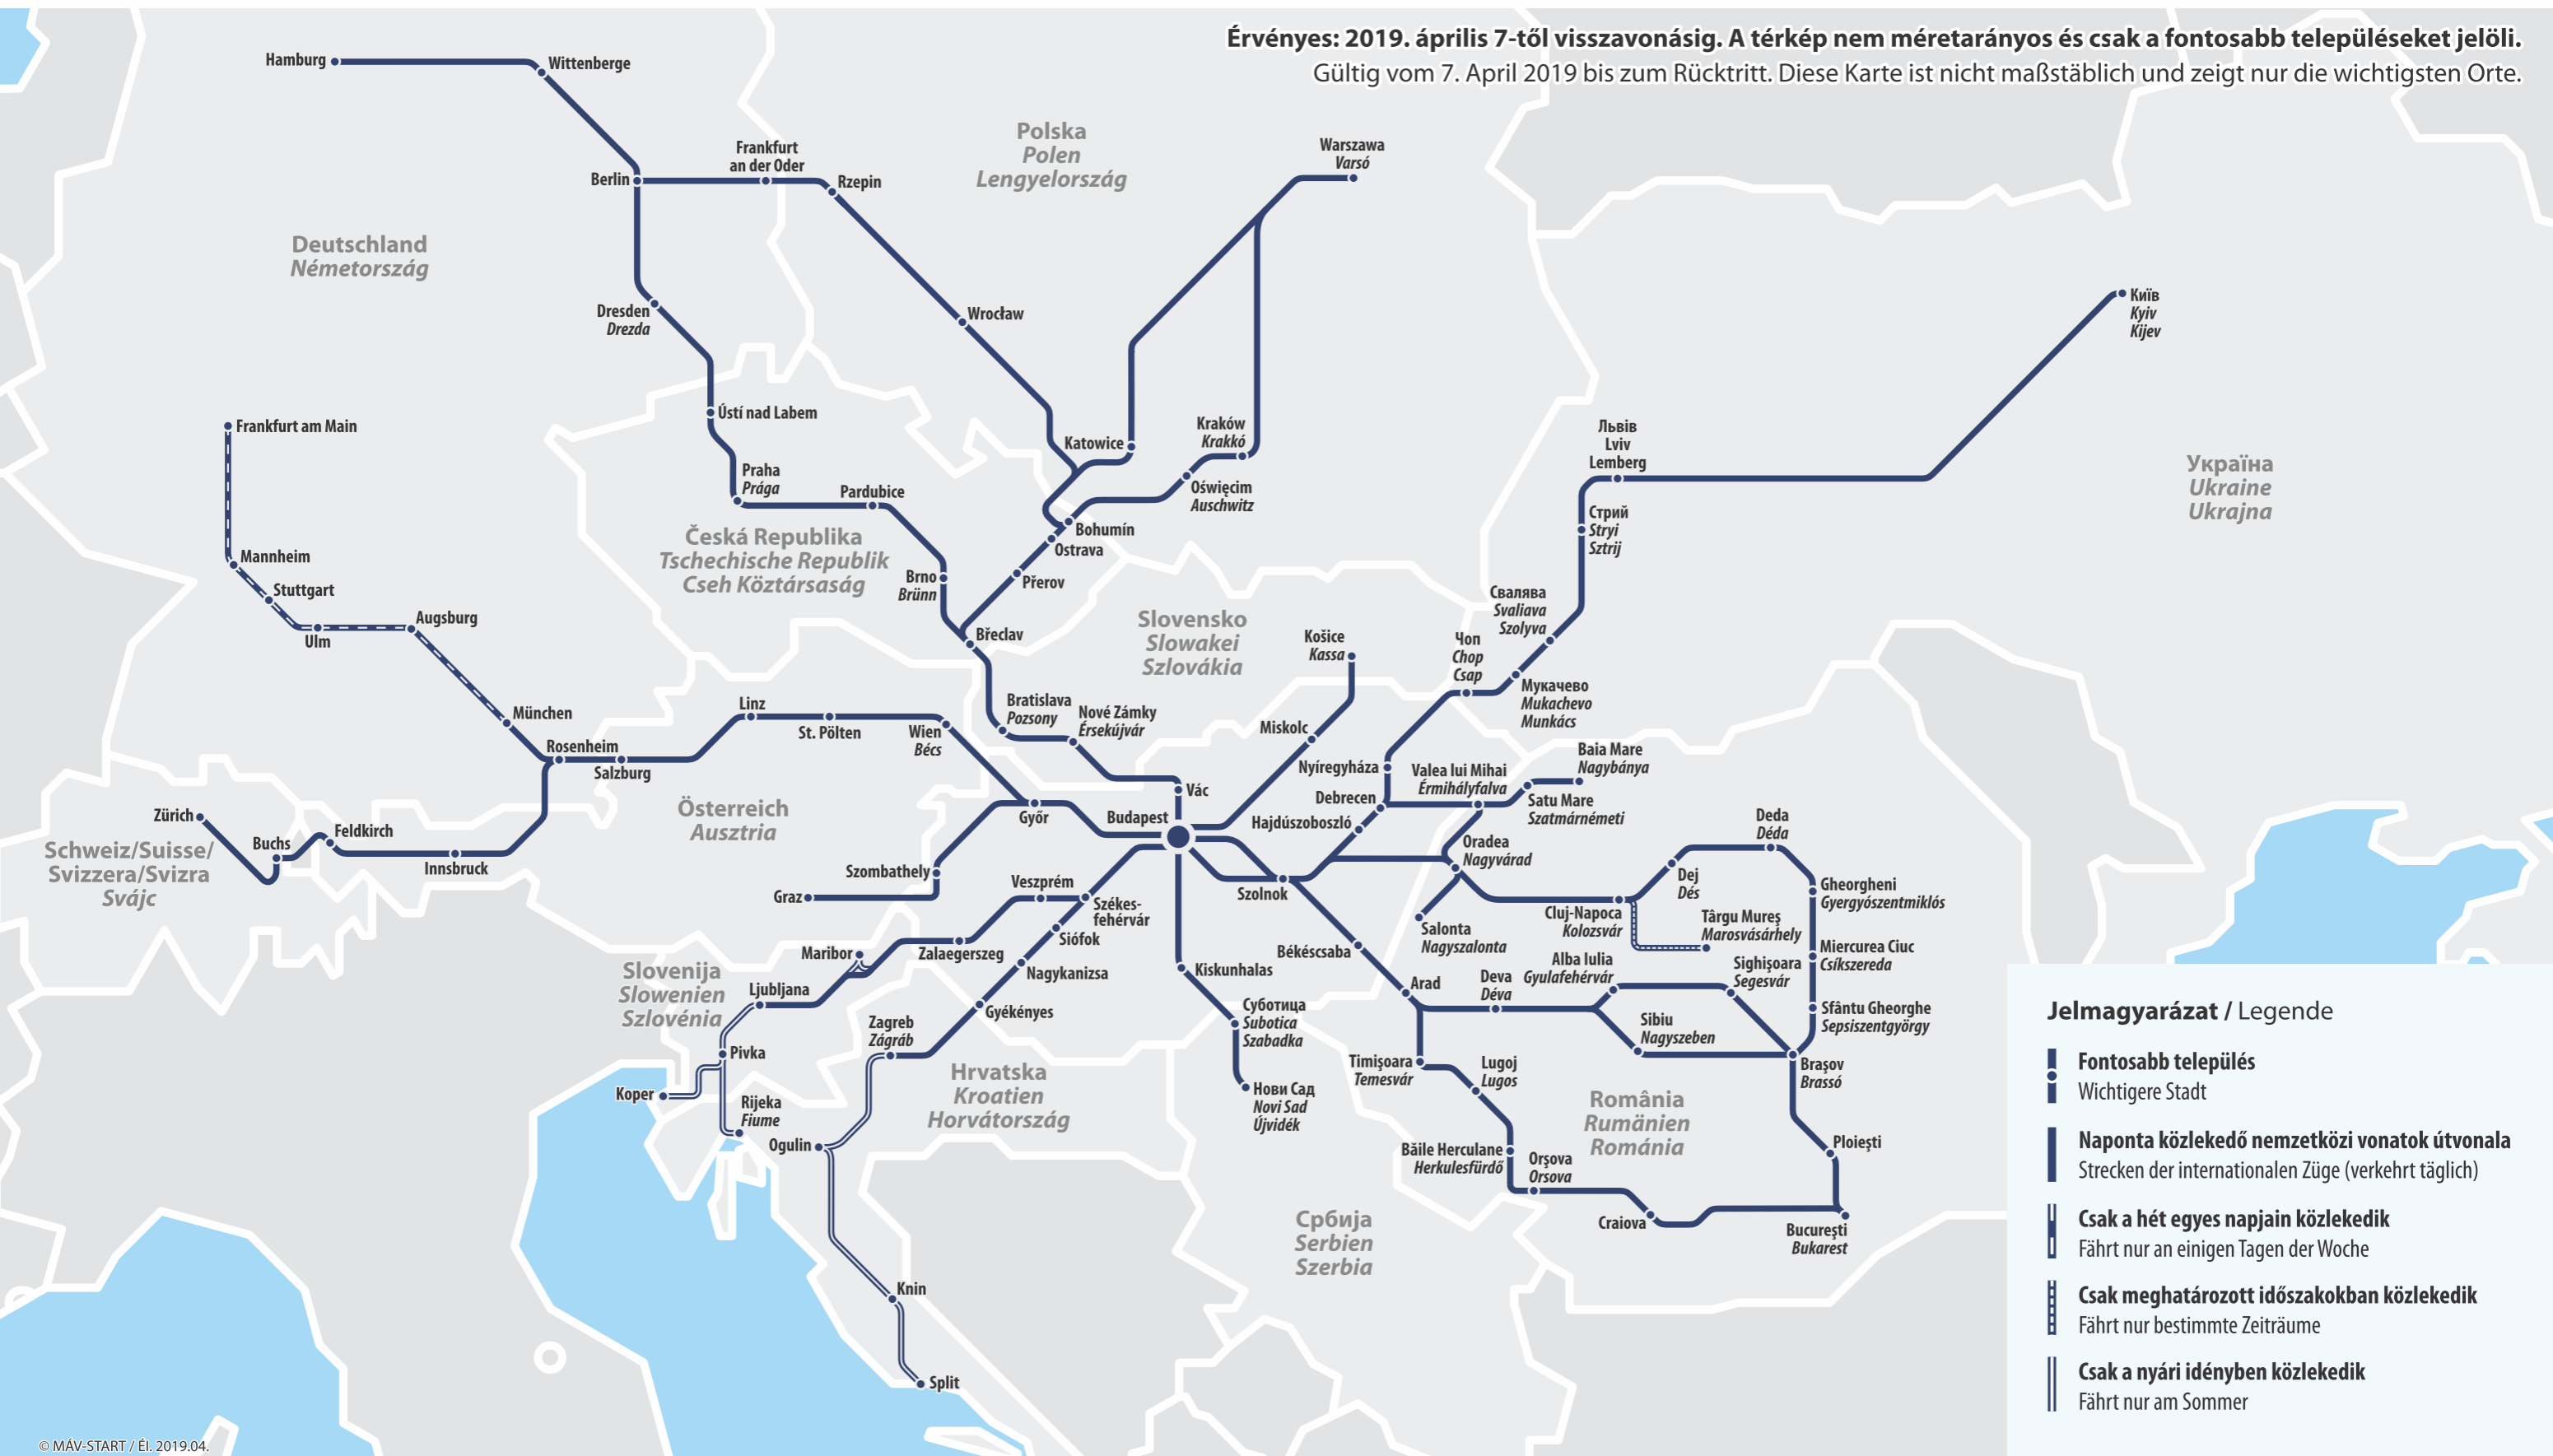 Érvényes: 2019. április 7-től visszavonásig. A térkép nem méretarányos és csak a fontosabb településeket jelöli.
Gültig vom 7. April 2019 bis zum Rücktritt. Diese Karte ist nicht maßstäblich und zeigt nur die wichtigsten Orte.
Hamburg
Wittenberge
Polska
Polen
Lengyelország
Warszawa
Varsó
Frankfurt
an der Oder
Berlin
Rzepin
Deutschland
Németország
Dresden
Drezda
Wrocław
Київ
Kyiv
Kijev
Ústí nad Labem
Frankfurt am Main
Katowice
Kraków
Krakkó
Львів
Lviv
Lemberg
Україна
Ukraine
Ukrajna
Praha
Prága
Pardubice
Oświęcim
Auschwitz
Стрий
Stryi
Sztrij
Česká Republika
Tschechische Republik
Cseh Köztársaság
Bohumín
Ostrava
Mannheim
Stuttgart
Brno
Brünn
Přerov
Ulm
Augsburg
Břeclav
Slovensko
Slowakei
Szlovákia
Košice
Kassa
Свалява
Svaliava
Szolyva
Чоп
Chop
Csap
Мукачево
Mukachevo
Munkács
München
Linz
St. Pölten
Wien
Bécs
Bratislava
Pozsony
Nové Zámky
Érsekújvár
Miskolc
Rosenheim
Salzburg
Nyíregyháza
Valea lui Mihai
Érmihályfalva
Baia Mare
Nagybánya
Satu Mare
Szatmárnémeti
Vác
Debrecen
Zürich
Buchs
Feldkirch
Innsbruck
Schweiz/Suisse/
Svizzera/Svizra
Svájc
Österreich
Ausztria
Győr
Budapest
Hajdúszoboszló
Oradea
Nagyvárad
Deda
Déda
Szombathely
Graz
Veszprém
Székes-
fehérvár
Siófok
Szolnok
Dej
Dés
Gheorgheni
Gyergyószentmiklós
Cluj-Napoca
Kolozsvár
Târgu Mureș
Marosvásárhely
Salonta
Nagyszalonta
Maribor
Zalaegerszeg
Nagykanizsa
Békéscsaba
Miercurea Ciuc
Csíkszereda
Slovenija
Slowenien
Szlovénia
Ljubljana
Gyékényes
Kiskunhalas
Arad
Deva
Déva
Alba Iulia
Gyulafehérvár
Sighișoara
Segesvár
Sfântu Gheorghe
Sepsiszentgyörgy
Zagreb
Zágráb
Суботица
Subotica
Szabadka
Sibiu
Nagyszeben
Pivka
Koper
Rijeka
Fiume
Ogulin
Hrvatska
Kroatien
Horvátország
Нови Сад
Novi Sad
Újvidék
Timișoara
Temesvár
Lugoj
Lugos
Brașov
Brassó
România
Rumänien
Románia
Ploiești
Băile Herculane
Herkulesfürdő
Orșova
Orsova
Craiova
București
Bukarest
Србија
Serbien
Szerbia
Knin
Split
Jelmagyarázat / Legende
Fontosabb település
Wichtigere Stadt
Naponta közlekedő nemzetközi vonatok útvonala
Strecken der internationalen Züge (verkehrt täglich)
Csak a hét egyes napjain közlekedik
Fährt nur an einigen Tagen der Woche
Csak meghatározott időszakokban közlekedik
Fährt nur bestimmte Zeiträume
Csak a nyári idényben közlekedik
Fährt nur am Sommer
© MÁV-START / Él. 2019.04.